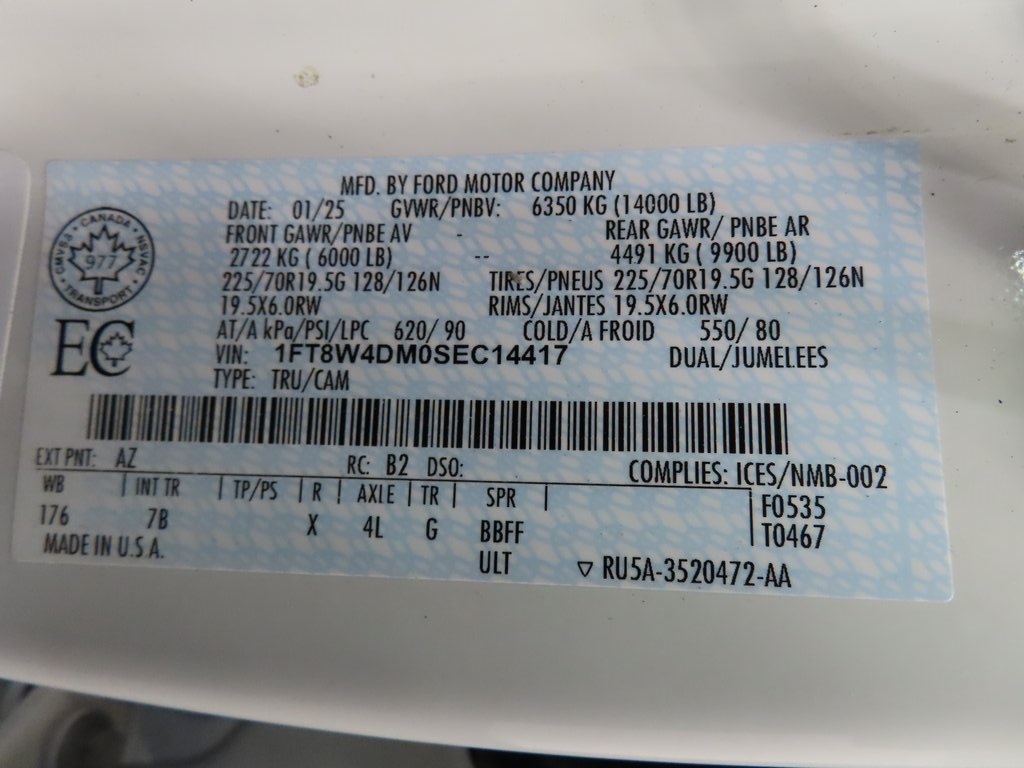 MFD. BY FORD MOTOR COMPANY
DATE: 01/25 GVWR/PNBV: 6350 KG (14000 LB)
FRONT GAWR/PNBE AV - REAR GAWR/ PNBE AR
2722 KG ( 6000 LB) -- 4491 KG ( 9900 LB)
225/70R19.5G 128/126N TIRES/PNEUS 225/70R19.5G 128/126N
19.5X6.0RW RIMS/JANTES 19.5X6.0RW
AT/A kPa/PSI/LPC 620/ 90 COLD/A FROID 550/ 80
VIN: 1FT8W4DM0SEC14417 DUAL/JUMELEES
TYPE: TRU/CAM
CANADA
CMVSS NSVAC
977
TRANSPORT
EC
EXT PNT: AZ RC: B2 DSO: COMPLIES: ICES/NMB-002
WB | INT TR | TP/PS | R | AXLE | TR | SPR | F0535
176 7B X 4L G BBFF T0467
MADE IN U.S.A. ULT ▽ RU5A-3520472-AA